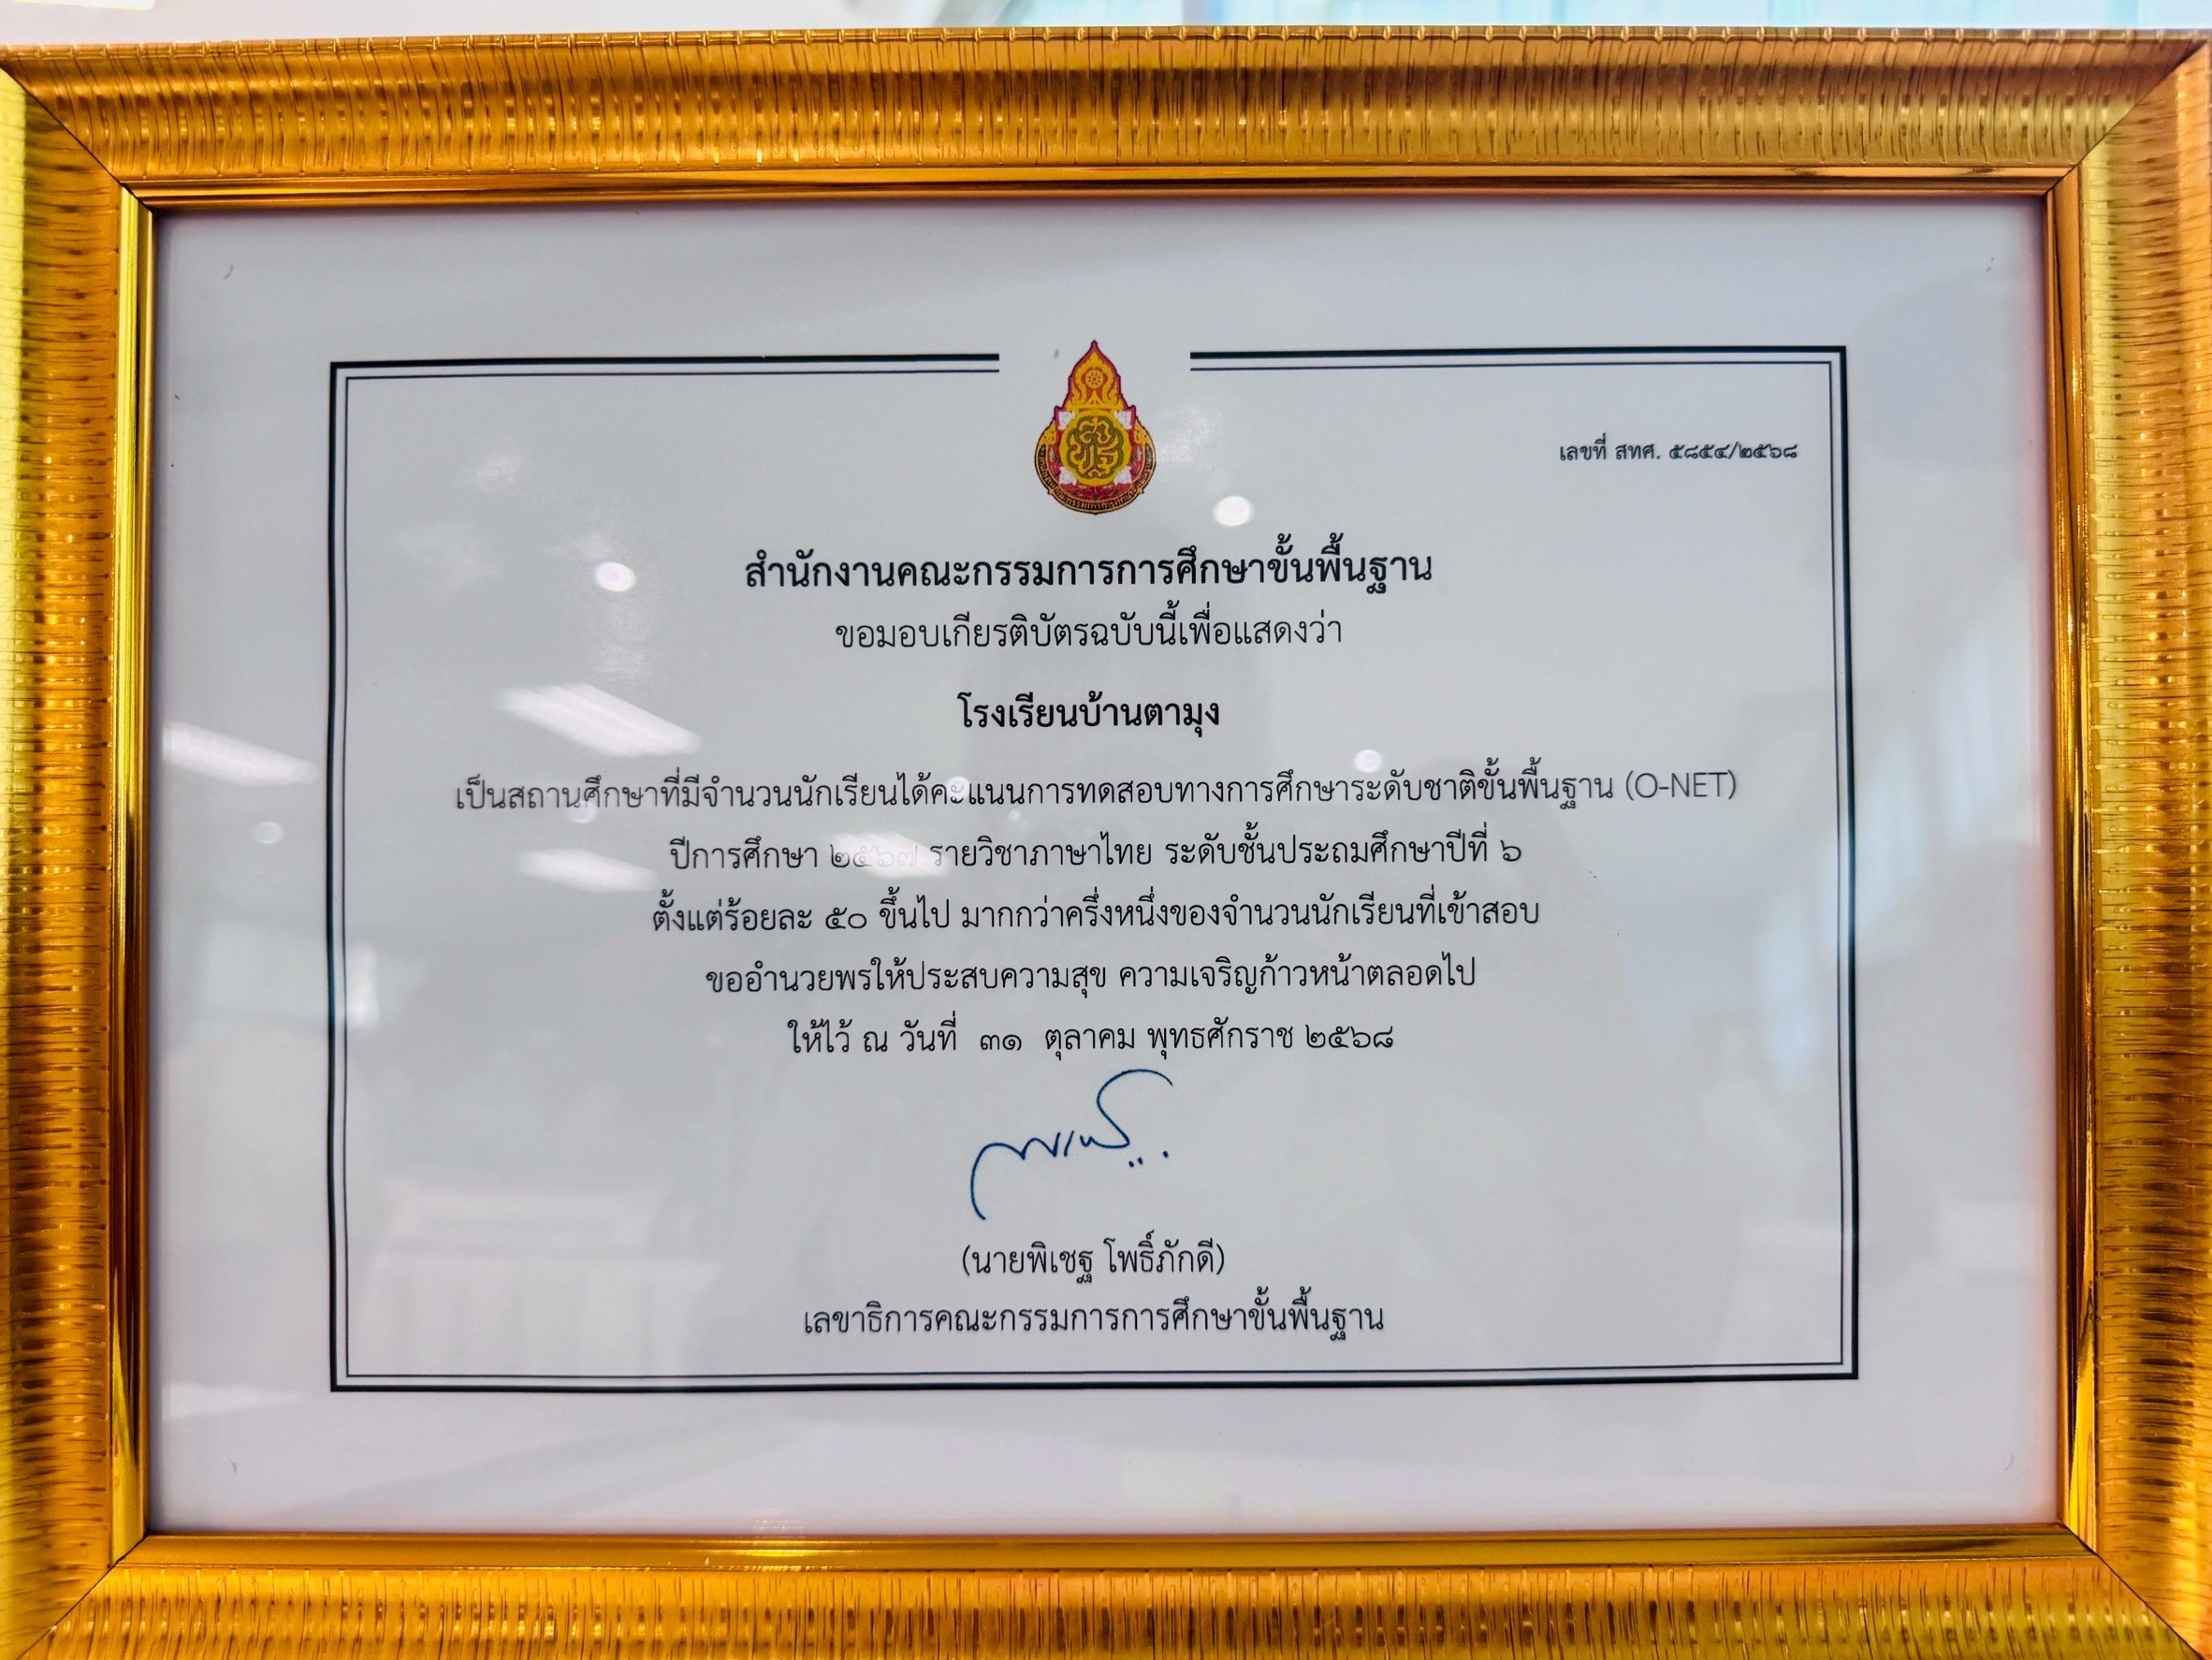 เลขที่ สทศ. ๕๘๕๔/๒๕๖๘
สำนักงานคณะกรรมการการศึกษาขั้นพื้นฐาน
ขอมอบเกียรติบัตรฉบับนี้เพื่อแสดงว่า
โรงเรียนบ้านตามุง
เป็นสถานศึกษาที่มีจำนวนนักเรียนได้คะแนนการทดสอบทางการศึกษาระดับชาติขั้นพื้นฐาน (O-NET)
ปีการศึกษา ๒๕๖๗ รายวิชาภาษาไทย ระดับชั้นประถมศึกษาปีที่ ๖
ตั้งแต่ร้อยละ ๕๐ ขึ้นไป มากกว่าครึ่งหนึ่งของจำนวนนักเรียนที่เข้าสอบ
ขออำนวยพรให้ประสบความสุข ความเจริญก้าวหน้าตลอดไป
ให้ไว้ ณ วันที่ ๓๑ ตุลาคม พุทธศักราช ๒๕๖๘
(นายพิเชฐ โพธิ์ภักดี)
เลขาธิการคณะกรรมการการศึกษาขั้นพื้นฐาน